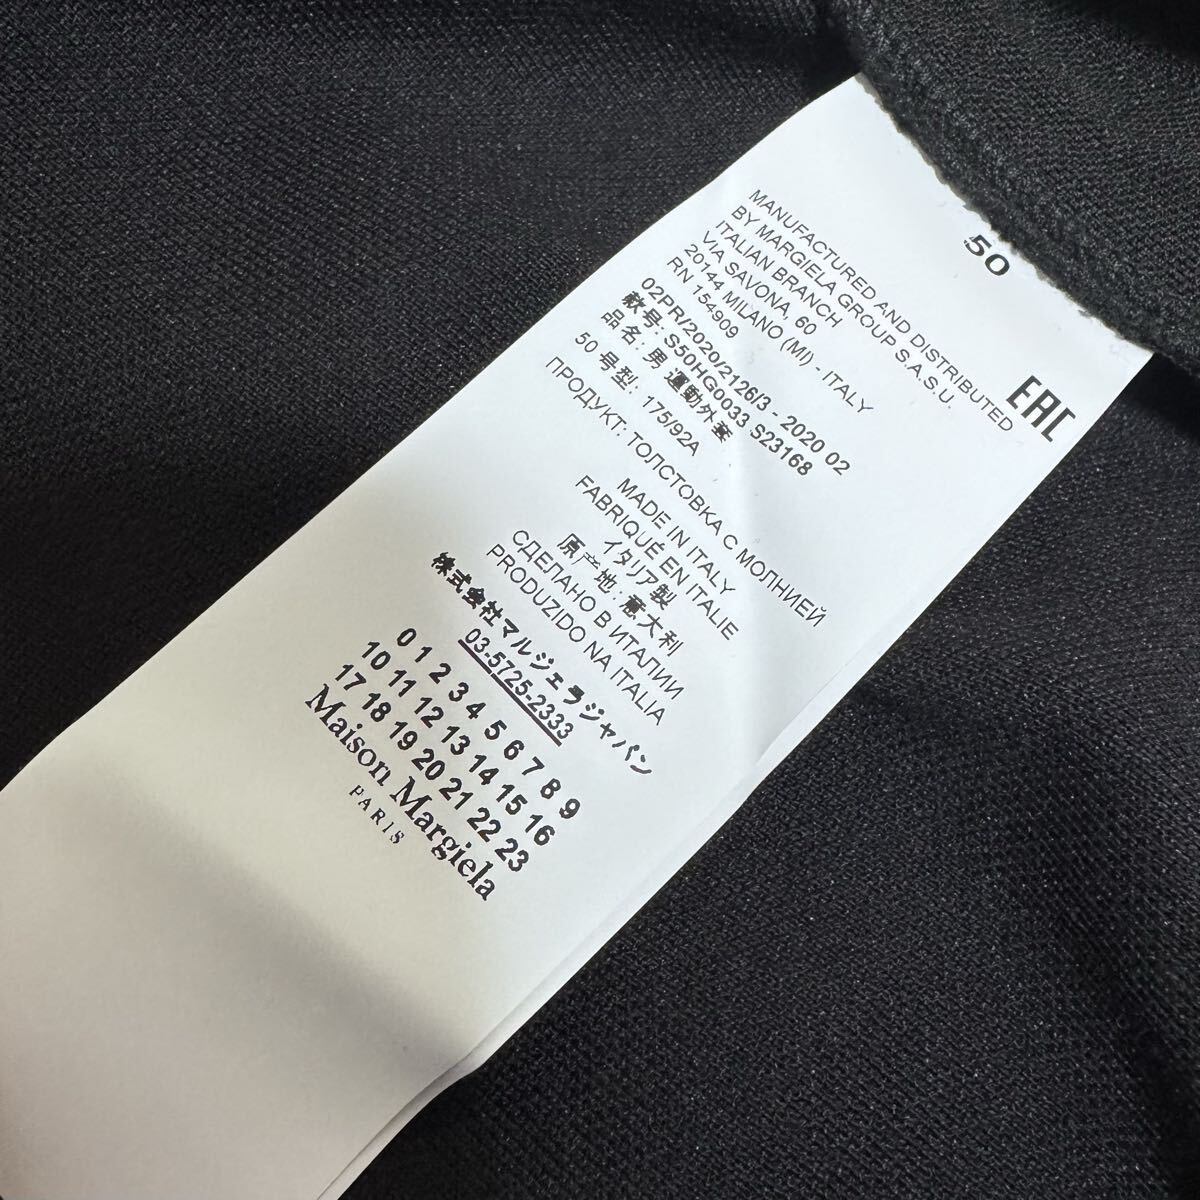 50
MANUFACTURED AND DISTRIBUTED
BY MARGIELA GROUP S.A.S.U.
ITALIAN BRANCH
VIA SAVONA, 60
20144 MILANO (MI) - ITALY
RN 154909
EAC
02PR/2020/2126/3 - 2020 02
款号: S50HG0033 S23168
品名: 男 運動外套
50 号型: 175/92A
ПРОДУКТ: ТОЛСТОВКА С МОЛНИЕЙ
MADE IN ITALY
FABRIQUÉ EN ITALIE
イタリア製
原产地: 意大利
СДЕЛАНО В ИТАЛИИ
PRODUZIDO NA ITALIA
株式会社マルジェラジャパン
03-5725-2333
0 1 2 3 4 5 6 7 8 9
10 11 12 13 14 15 16
17 18 19 20 21 22 23
Maison Margiela
PARIS